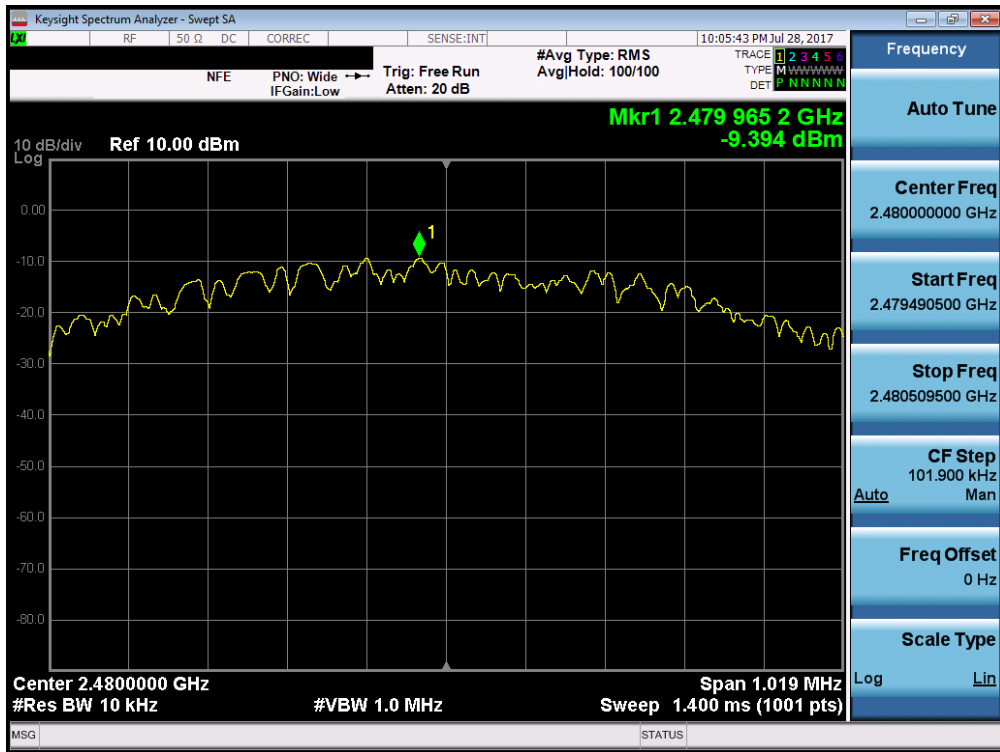 Keysight Spectrum Analyzer - Swept SA
LXI RF 50 Ω DC CORREC SENSE:INT 10:05:43 PM Jul 28, 2017
NFE PNO: Wide Trig: Free Run #Avg Type: RMS TRACE 1 2 3 4 5 6
IFGain:Low Atten: 20 dB Avg|Hold: 100/100 TYPE M WWWWW
DET P N N N N N
Mkr1 2.479 965 2 GHz
-9.394 dBm
10 dB/div Ref 10.00 dBm
Log
0.00
1
-10.0
-20.0
-30.0
-40.0
-50.0
-60.0
-70.0
-80.0
Center 2.4800000 GHz Span 1.019 MHz
#Res BW 10 kHz #VBW 1.0 MHz Sweep 1.400 ms (1001 pts)
MSG STATUS
Frequency
Auto Tune
Center Freq
2.480000000 GHz
Start Freq
2.479490500 GHz
Stop Freq
2.480509500 GHz
CF Step
101.900 kHz
Auto Man
Freq Offset
0 Hz
Scale Type
Log Lin